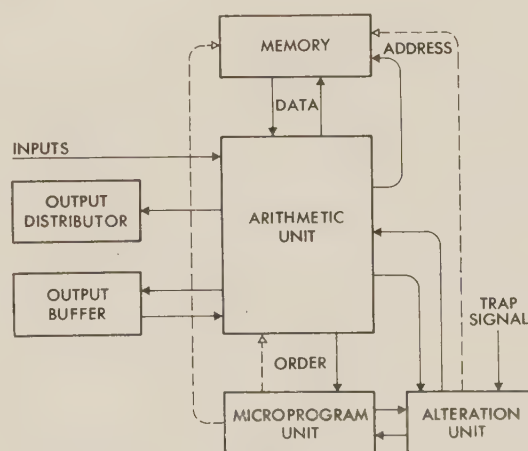 MEMORY
ADDRESS
DATA
INPUTS
OUTPUT
DISTRIBUTOR
ARITHMETIC
UNIT
OUTPUT
BUFFER
TRAP
SIGNAL
ORDER
MICROPROGRAM
UNIT
ALTERATION
UNIT